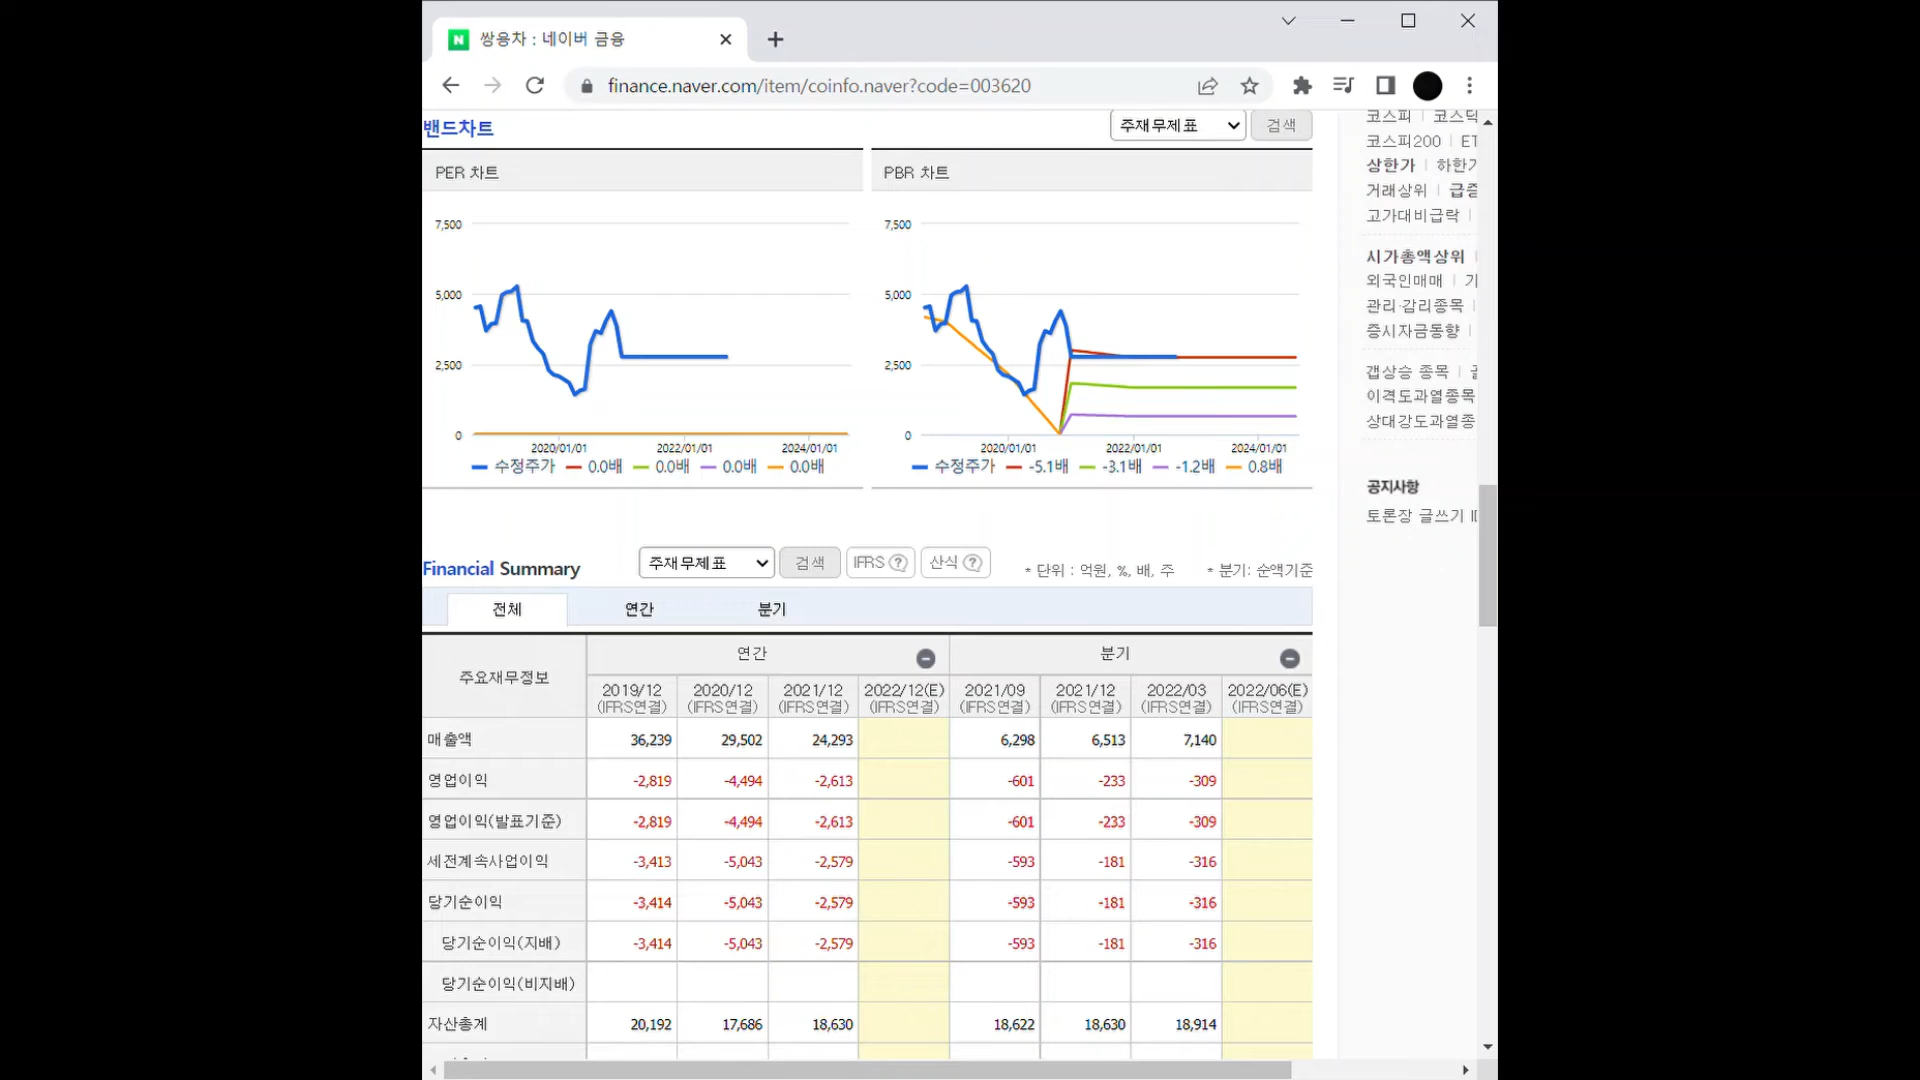 쌍용차 : 네이버 금융
finance.naver.com/item/coinfo.naver?code=003620
밴드차트
주재무제표
검색
PER 차트
7,500
5,000
2,500
0
2020/01/01 2022/01/01 2024/01/01
수정주가 0.0배 0.0배 0.0배 0.0배
PBR 차트
7,500
5,000
2,500
0
2020/01/01 2022/01/01 2024/01/01
수정주가 -5.1배 -3.1배 -1.2배 0.8배
코스피 코스닥
코스피200
상한가
거래상위
고가대비급락
시가총액상위
외국인매매
관리·감리종목
증시자금동향
갭상승 종목
이격도과열종목
상대강도과열종
공지사항
토론장 글쓰기
Financial Summary
주재무제표
검색
IFRS ?
산식 ?
* 단위 : 억원, %, 배, 주 * 분기: 순액기준
전체 연간 분기
주요재무정보 연간 분기
2019/12 2020/12 2021/12 2022/12(E) 2021/09 2021/12 2022/03 2022/06(E)
(IFRS연결) (IFRS연결) (IFRS연결) (IFRS연결) (IFRS연결) (IFRS연결) (IFRS연결) (IFRS연결)
매출액 36,239 29,502 24,293 6,298 6,513 7,140
영업이익 -2,819 -4,494 -2,613 -601 -233 -309
영업이익(발표기준) -2,819 -4,494 -2,613 -601 -233 -309
세전계속사업이익 -3,413 -5,043 -2,579 -593 -181 -316
당기순이익 -3,414 -5,043 -2,579 -593 -181 -316
당기순이익(지배) -3,414 -5,043 -2,579 -593 -181 -316
당기순이익(비지배)
자산총계 20,192 17,686 18,630 18,622 18,630 18,914